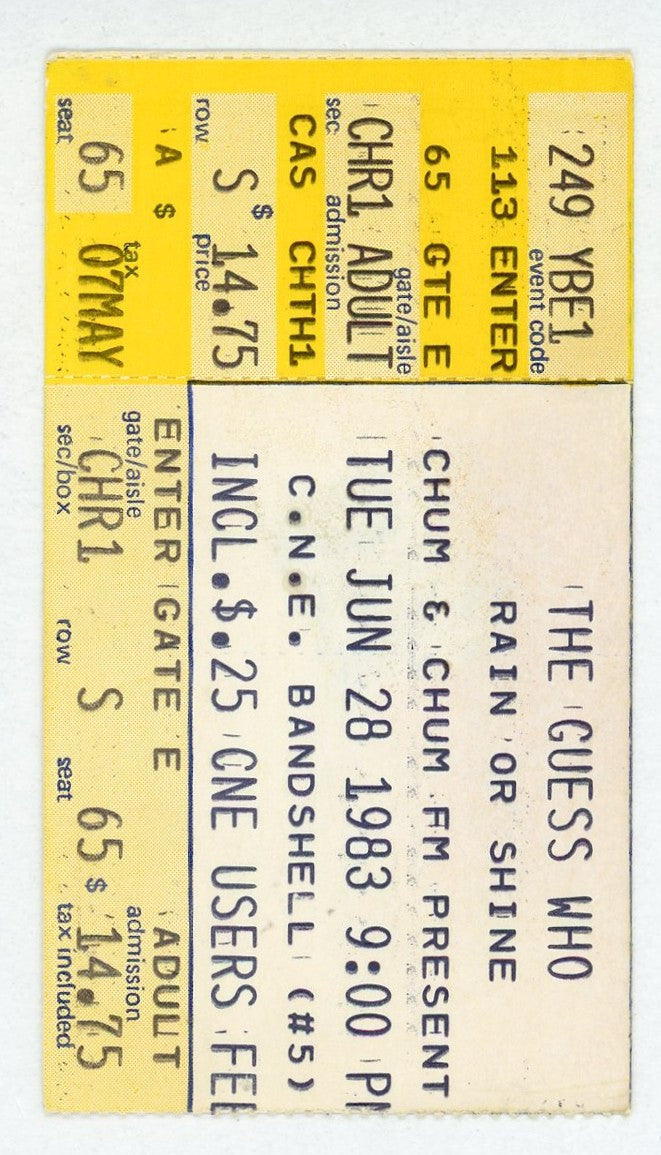 249 YBE1
event code
113 ENTER
65 GTE E
gate/aisle
CHR1 ADULT
sec admission
CAS CHTH1
S $ 14.75
row price
A $
tax
65 07MAY
seat
THE GUESS WHO
RAIN OR SHINE
CHUM & CHUM FM PRESENT
TUE JUN 28 1983 9:00 P
C.N.E. BANDSHELL (#5)
INCL.$.25 CNE USERS FEE
ENTER GATE E ADULT
gate/aisle admission
CHR1 S 65 $ 14.75
sec/box row seat tax included